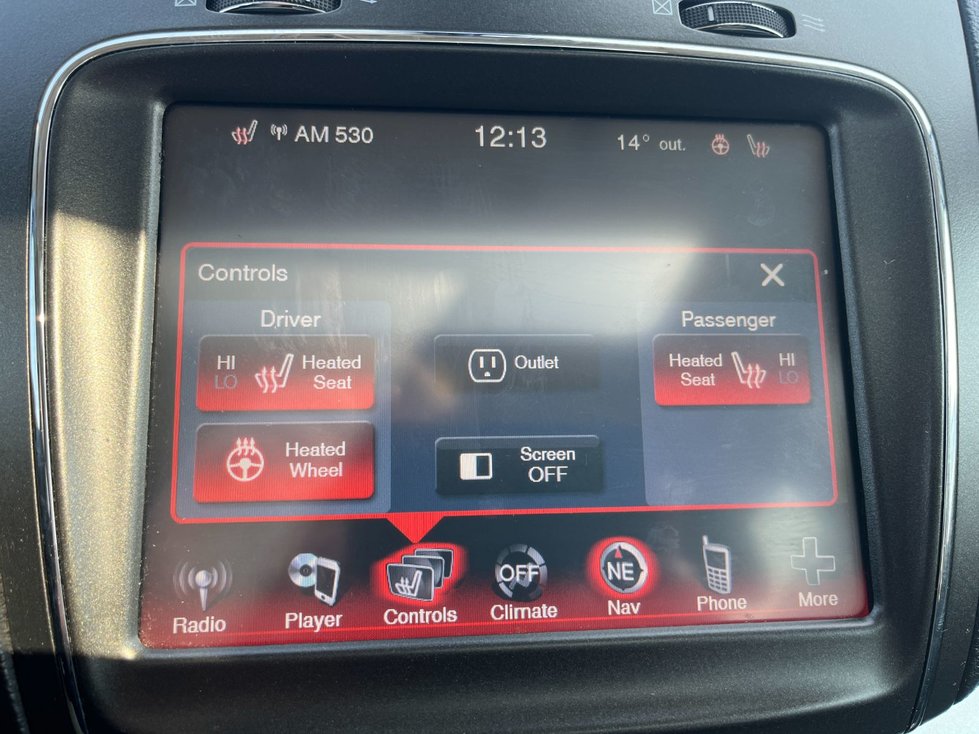 AM 530
12:13
14° out.
Controls
Driver
Passenger
HI
LO
Heated
Seat
Outlet
Heated
Seat
HI
LO
Heated
Wheel
Screen
OFF
OFF
NE
Radio
Player
Controls
Climate
Nav
Phone
More